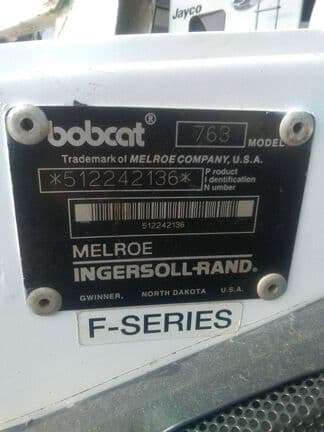 Jayco
bobcat® 763 MODEL
Trademark of MELROE COMPANY, U.S.A.
*512242136* Product Identification Number
512242136
MELROE
INGERSOLL-RAND®
GWINNER, NORTH DAKOTA U.S.A.
F-SERIES